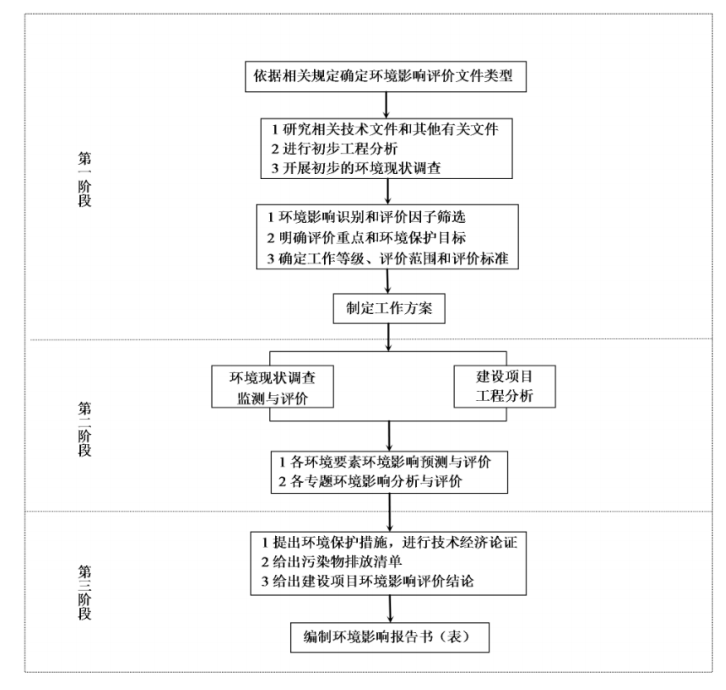 依据相关规定确定环境影响评价文件类型
第一阶段
1 研究相关技术文件和其他有关文件
2 进行初步工程分析
3 开展初步的环境现状调查
1 环境影响识别和评价因子筛选
2 明确评价重点和环境保护目标
3 确定工作等级、评价范围和评价标准
制定工作方案
第二阶段
环境现状调查
监测与评价
建设项目
工程分析
1 各环境要素环境影响预测与评价
2 各专题环境影响分析与评价
第三阶段
1 提出环境保护措施，进行技术经济论证
2 给出污染物排放清单
3 给出建设项目环境影响评价结论
编制环境影响报告书（表）